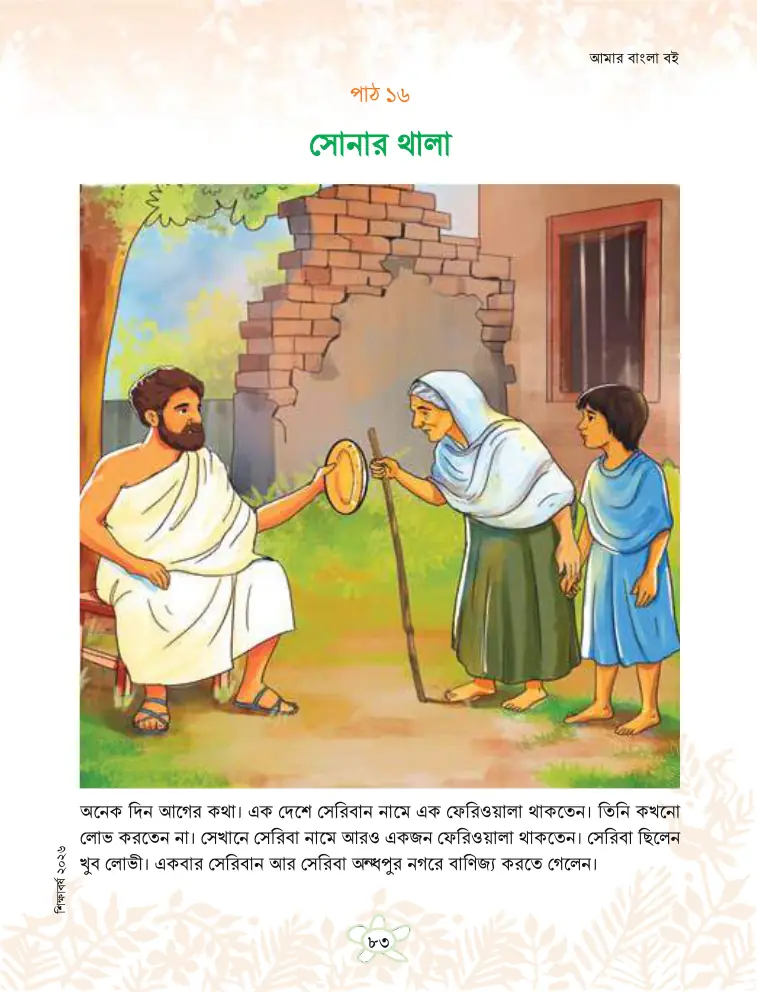 আমার বাংলা বই
পাঠ ১৬
সোনার থালা
অনেক দিন আগের কথা। এক দেশে সেরিবান নামে এক ফেরিওয়ালা থাকতেন। তিনি কখনো
লোভ করতেন না। সেখানে সেরিবা নামে আরও একজন ফেরিওয়ালা থাকতেন। সেরিবা ছিলেন
খুব লোভী। একবার সেরিবান আর সেরিবা অন্ধপুর নগরে বাণিজ্য করতে গেলেন।
শিক্ষাবর্ষ ২০২৬
৮৩